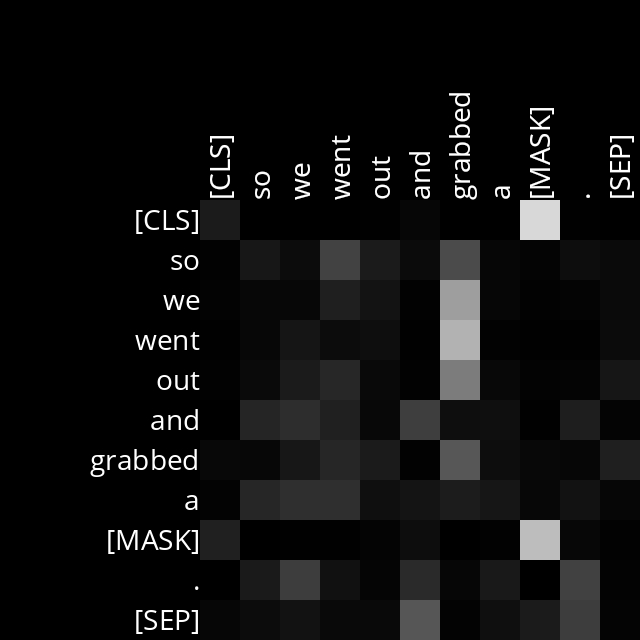 [CLS] so we went out and grabbed a [MASK] . [SEP]
[CLS]
so
we
went
out
and
grabbed
a
[MASK]
.
[SEP]